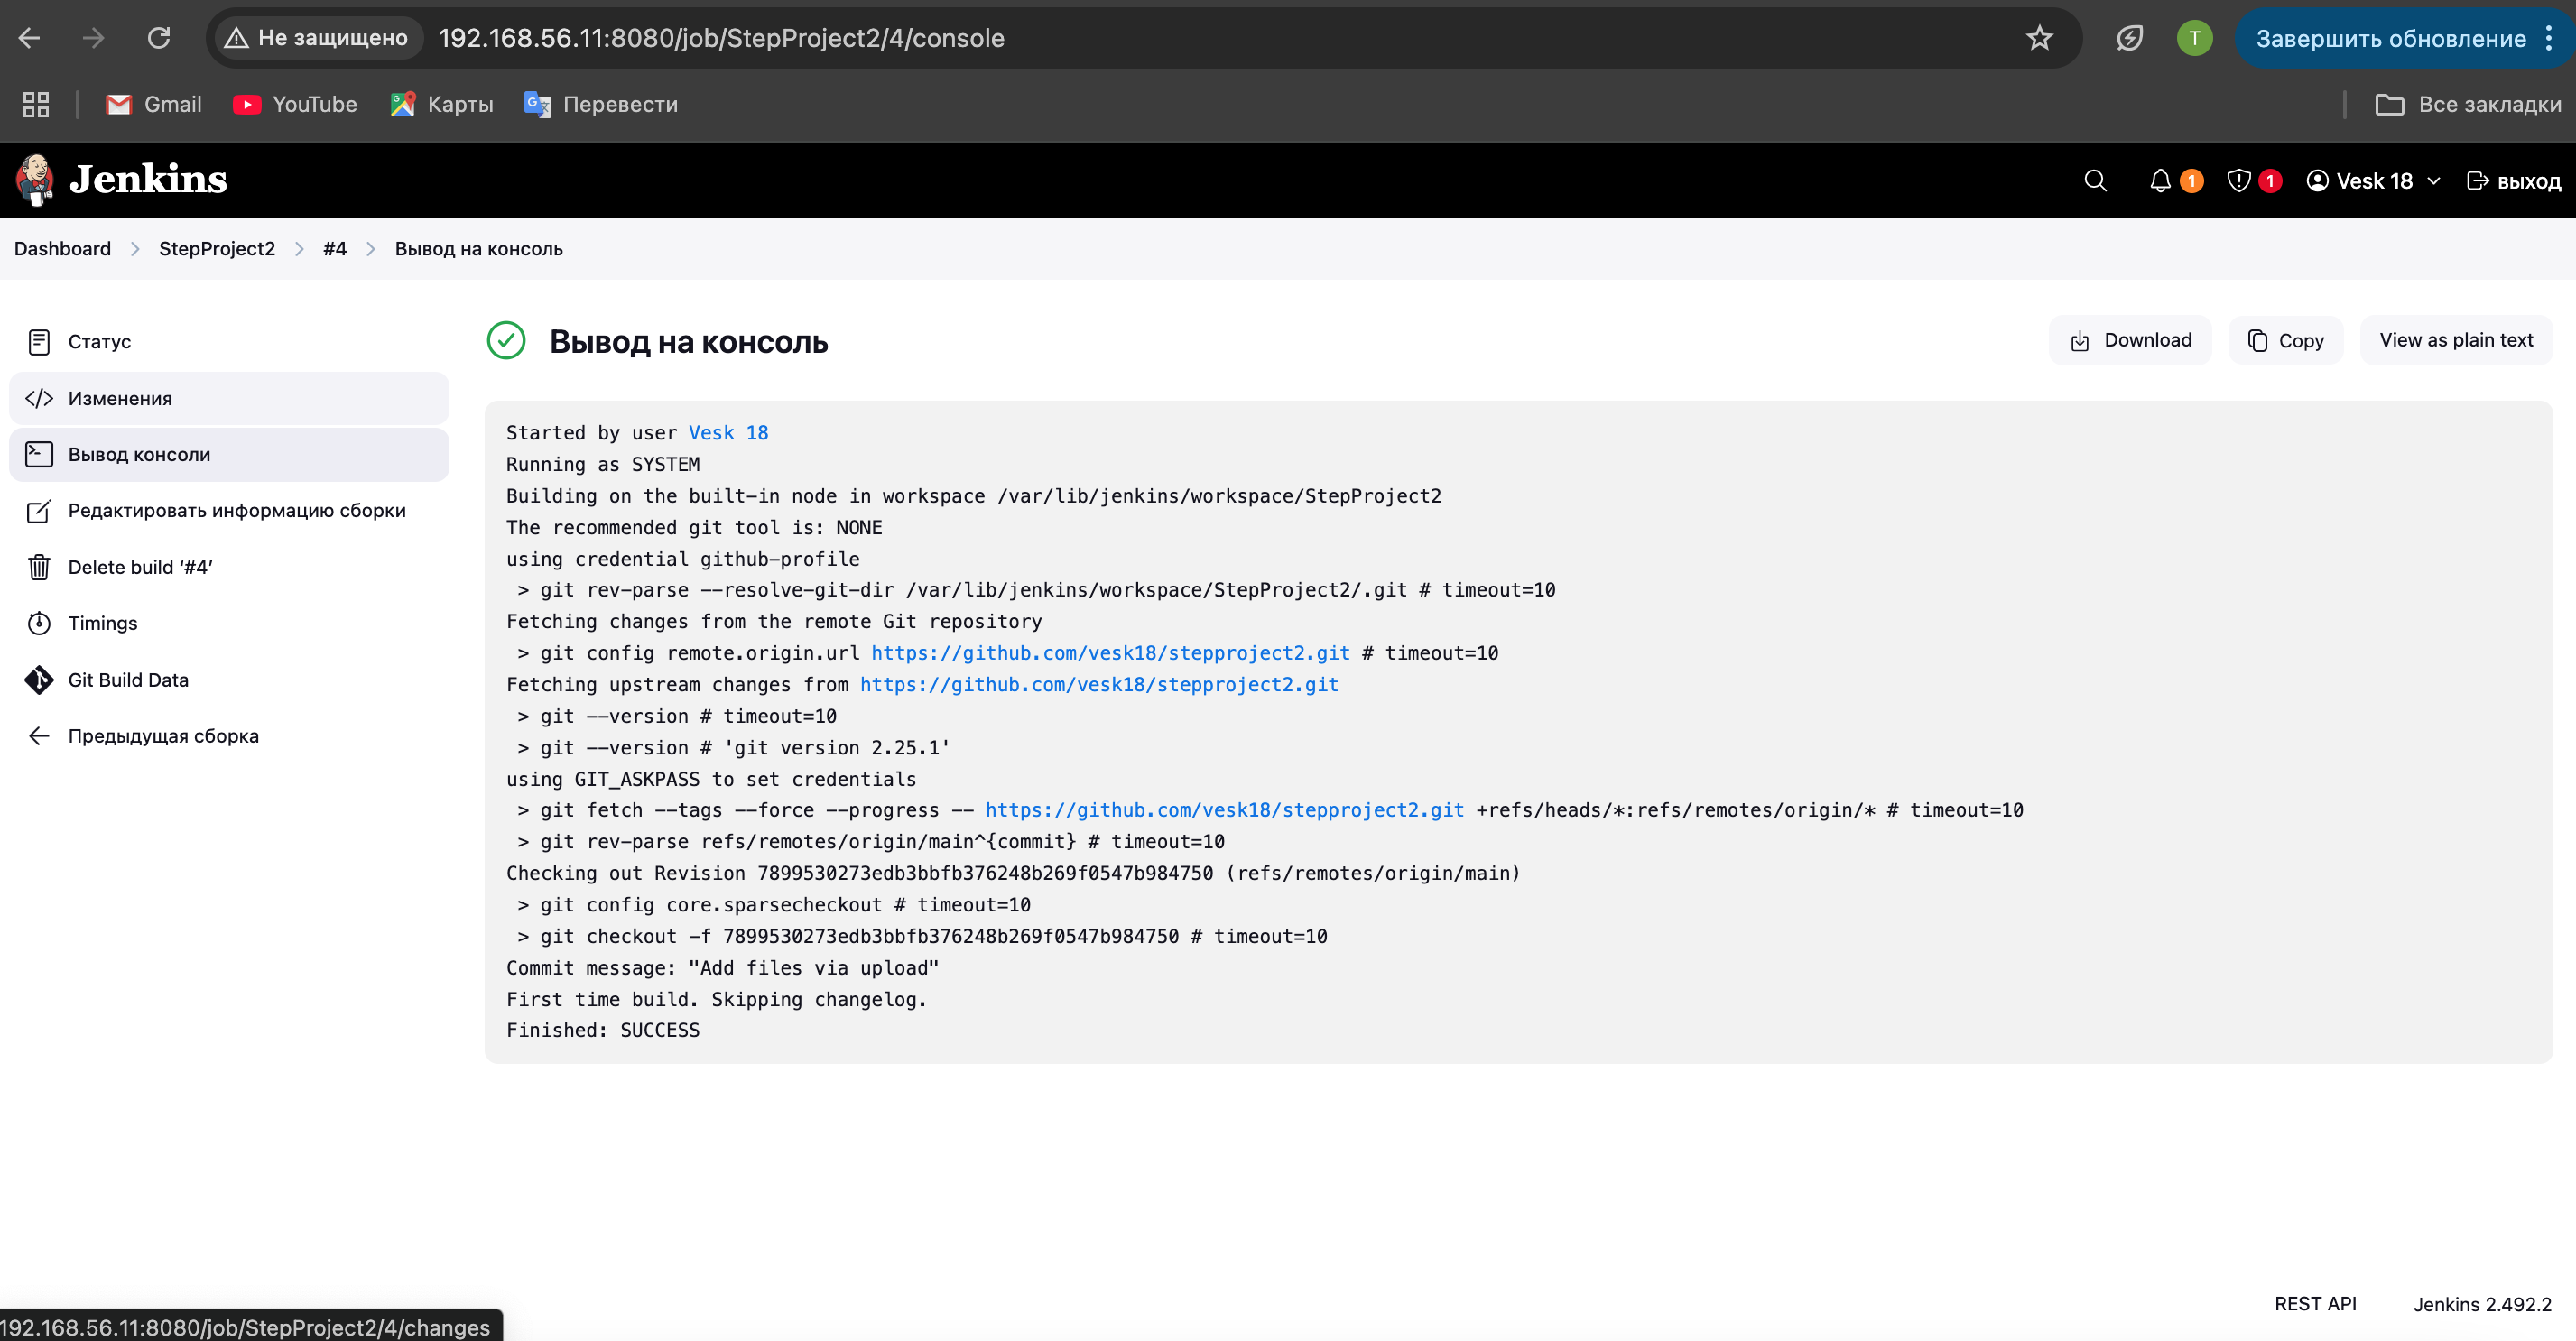 Не защищено 192.168.56.11:8080/job/StepProject2/4/console T Завершить обновление
Gmail YouTube Карты Перевести Все закладки
Jenkins 1 1 Vesk 18 выход
Dashboard StepProject2 #4 Вывод на консоль
Статус
Изменения
Вывод консоли
Редактировать информацию сборки
Delete build ‘#4’
Timings
Git Build Data
Предыдущая сборка
Вывод на консоль
Download Copy View as plain text
Started by user Vesk 18
Running as SYSTEM
Building on the built-in node in workspace /var/lib/jenkins/workspace/StepProject2
The recommended git tool is: NONE
using credential github-profile
> git rev-parse --resolve-git-dir /var/lib/jenkins/workspace/StepProject2/.git # timeout=10
Fetching changes from the remote Git repository
> git config remote.origin.url https://github.com/vesk18/stepproject2.git # timeout=10
Fetching upstream changes from https://github.com/vesk18/stepproject2.git
> git --version # timeout=10
> git --version # 'git version 2.25.1'
using GIT_ASKPASS to set credentials
> git fetch --tags --force --progress -- https://github.com/vesk18/stepproject2.git +refs/heads/*:refs/remotes/origin/* # timeout=10
> git rev-parse refs/remotes/origin/main^{commit} # timeout=10
Checking out Revision 7899530273edb3bbfb376248b269f0547b984750 (refs/remotes/origin/main)
> git config core.sparsecheckout # timeout=10
> git checkout -f 7899530273edb3bbfb376248b269f0547b984750 # timeout=10
Commit message: "Add files via upload"
First time build. Skipping changelog.
Finished: SUCCESS
REST API Jenkins 2.492.2
192.168.56.11:8080/job/StepProject2/4/changes